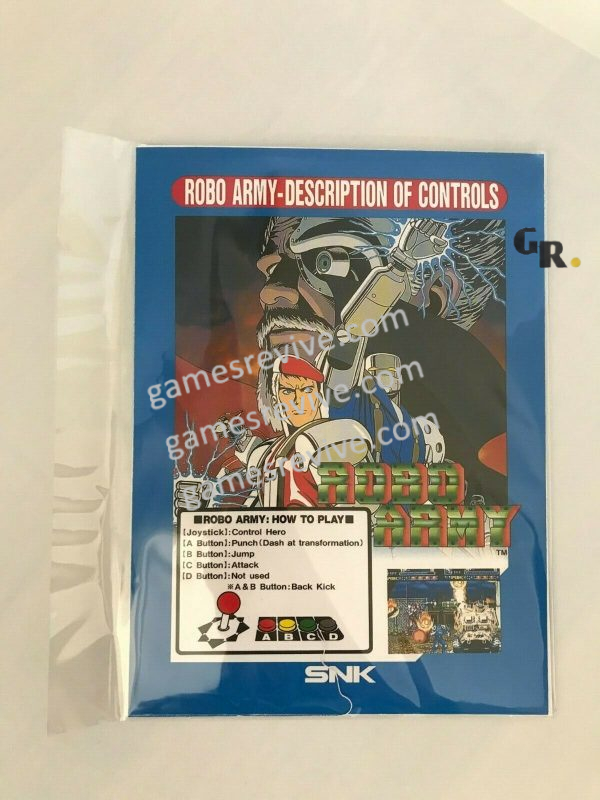 ROBO ARMY-DESCRIPTION OF CONTROLS
GR.
gamesrevive.com
gamesrevive.com
gamesrevive.com
ROBO
ARMY
TM
■ROBO ARMY: HOW TO PLAY■
[Joystick]:Control Hero
[A Button]:Punch(Dash at transformation)
[B Button]:Jump
[C Button]:Attack
[D Button]:Not used
※A&B Button:Back Kick
A B C D
SNK